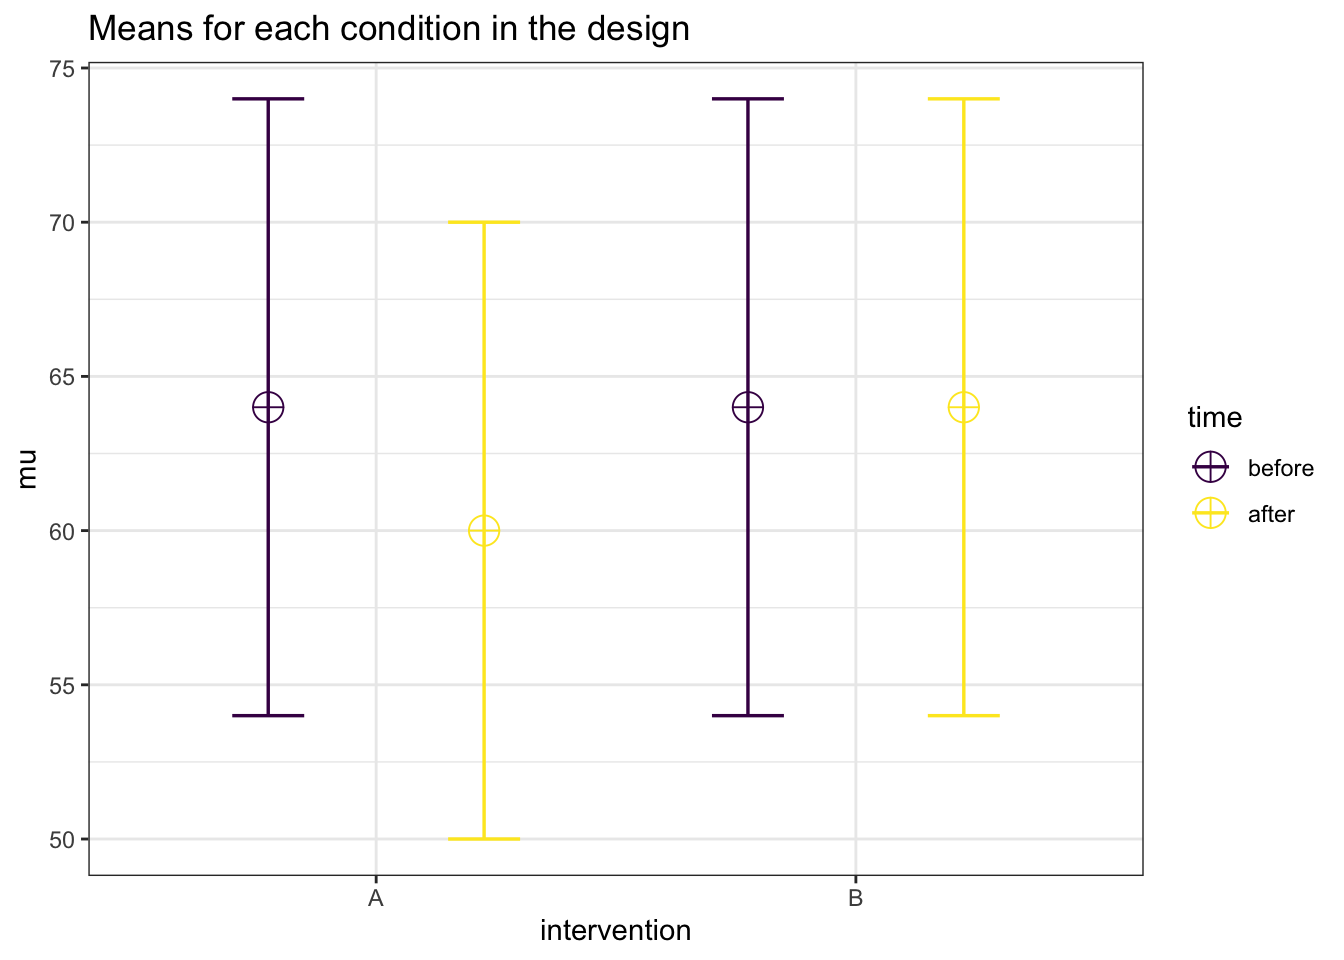 Means for each condition in the design
75
70
65
60
55
50
mu
A
B
intervention
time
before
after